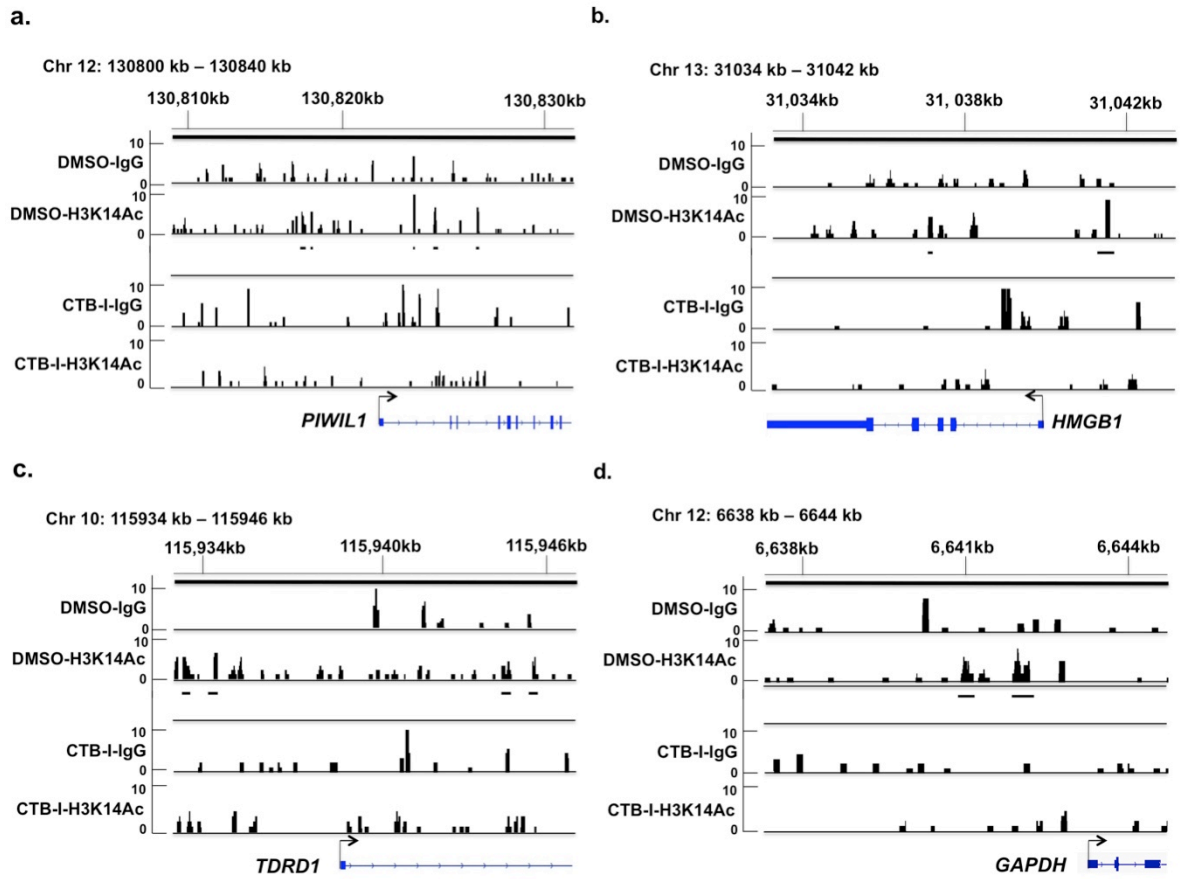 a.
Chr 12: 130800 kb – 130840 kb
130,810kb 130,820kb 130,830kb
10
DMSO-IgG
0
10
DMSO-H3K14Ac
0
10
CTB-I-IgG
0
10
CTB-I-H3K14Ac
0
PIWIL1
b.
Chr 13: 31034 kb – 31042 kb
31,034kb 31, 038kb 31,042kb
10
DMSO-IgG
0
10
DMSO-H3K14Ac
0
10
CTB-I-IgG
0
10
CTB-I-H3K14Ac
0
HMGB1
c.
Chr 10: 115934 kb – 115946 kb
115,934kb 115,940kb 115,946kb
10
DMSO-IgG
0
10
DMSO-H3K14Ac
0
10
CTB-I-IgG
0
10
CTB-I-H3K14Ac
0
TDRD1
d.
Chr 12: 6638 kb – 6644 kb
6,638kb 6,641kb 6,644kb
10
DMSO-IgG
0
10
DMSO-H3K14Ac
0
10
CTB-I-IgG
0
10
CTB-I-H3K14Ac
0
GAPDH